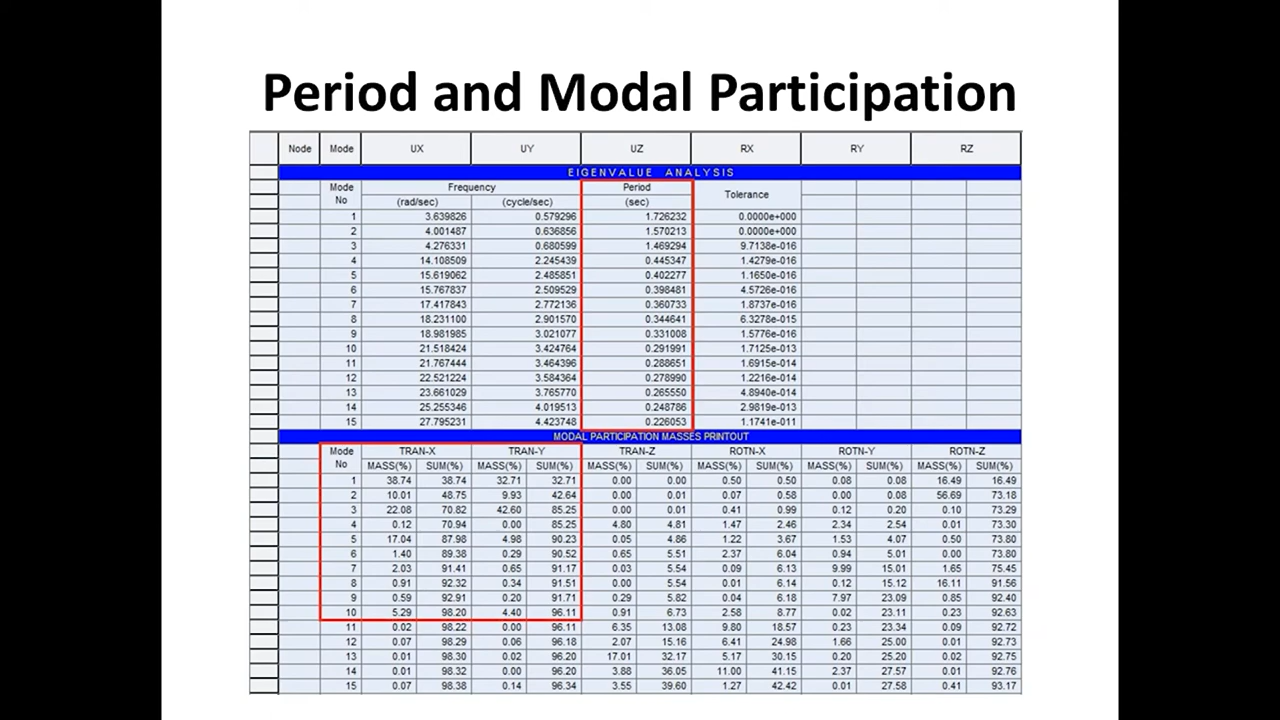 Period and Modal Participation
Node Mode UX UY UZ RX RY RZ
EIGENVALUE ANALYSIS
Mode No Frequency Period Tolerance
(rad/sec) (cycle/sec) (sec)
1 3.639826 0.579296 1.726232 0.0000e+000
2 4.001487 0.636856 1.570213 0.0000e+000
3 4.276331 0.680599 1.469294 9.7138e-016
4 14.108509 2.245439 0.445347 1.4279e-016
5 15.619062 2.485851 0.402277 1.1650e-016
6 15.767837 2.509529 0.398481 4.5726e-016
7 17.417843 2.772136 0.360733 1.8737e-016
8 18.231100 2.901570 0.344641 6.3278e-015
9 18.981985 3.021077 0.331008 1.5776e-016
10 21.518424 3.424764 0.291991 1.7125e-013
11 21.767444 3.464396 0.288651 1.6915e-014
12 22.521224 3.584364 0.278990 1.2216e-014
13 23.661029 3.765770 0.265550 4.8940e-014
14 25.255346 4.019513 0.248786 2.9819e-013
15 27.795231 4.423748 0.226053 1.1741e-011
MODAL PARTICIPATION MASSES PRINTOUT
Mode No TRAN-X TRAN-Y TRAN-Z ROTN-X ROTN-Y ROTN-Z
MASS(%) SUM(%) MASS(%) SUM(%) MASS(%) SUM(%) MASS(%) SUM(%) MASS(%) SUM(%) MASS(%) SUM(%)
1 38.74 38.74 32.71 32.71 0.00 0.00 0.50 0.50 0.08 0.08 16.49 16.49
2 10.01 48.75 9.93 42.64 0.00 0.01 0.07 0.58 0.00 0.08 56.69 73.18
3 22.08 70.82 42.60 85.25 0.00 0.01 0.41 0.99 0.12 0.20 0.10 73.29
4 0.12 70.94 0.00 85.25 4.80 4.81 1.47 2.46 2.34 2.54 0.01 73.30
5 17.04 87.98 4.98 90.23 0.05 4.86 1.22 3.67 1.53 4.07 0.50 73.80
6 1.40 89.38 0.29 90.52 0.65 5.51 2.37 6.04 0.94 5.01 0.00 73.80
7 2.03 91.41 0.65 91.17 0.03 5.54 0.09 6.13 9.99 15.01 1.65 75.45
8 0.91 92.32 0.34 91.51 0.00 5.54 0.01 6.14 0.12 15.12 16.11 91.56
9 0.59 92.91 0.20 91.71 0.29 5.82 0.04 6.18 7.97 23.09 0.85 92.40
10 5.29 98.20 4.40 96.11 0.91 6.73 2.58 8.77 0.02 23.11 0.23 92.63
11 0.02 98.22 0.00 96.11 6.35 13.08 9.80 18.57 0.23 23.34 0.09 92.72
12 0.07 98.29 0.06 96.18 2.07 15.16 6.41 24.98 1.66 25.00 0.01 92.73
13 0.01 98.30 0.02 96.20 17.01 32.17 5.17 30.15 0.20 25.20 0.02 92.75
14 0.01 98.32 0.00 96.20 3.88 36.05 11.00 41.15 2.37 27.57 0.01 92.76
15 0.07 98.38 0.14 96.34 3.55 39.60 1.27 42.42 0.01 27.58 0.41 93.17